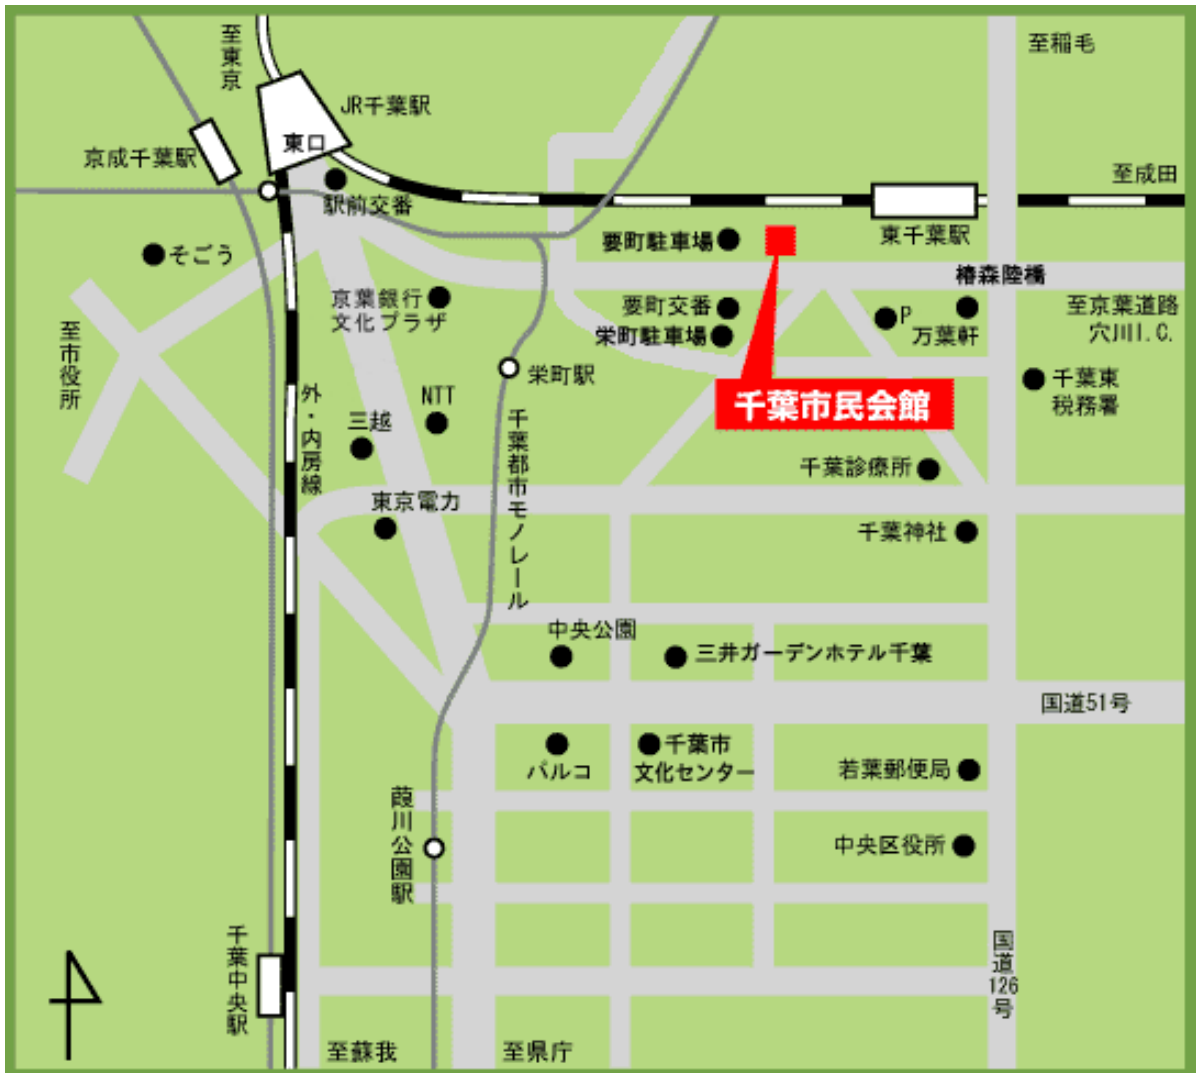 至東京
至稲毛
JR千葉駅
東口
京成千葉駅
至成田
駅前交番
要町駐車場
東千葉駅
そごう
椿森陸橋
京葉銀行
文化プラザ
要町交番
P
至京葉道路
穴川I.C.
栄町駐車場
万葉軒
至市役所
栄町駅
千葉東
税務署
NTT
千葉市民会館
外・内房線
三越
千葉都市モノレール
千葉診療所
東京電力
千葉神社
中央公園
三井ガーデンホテル千葉
国道51号
パルコ
千葉市
文化センター
若葉郵便局
葭川公園駅
中央区役所
千葉中央駅
国道126号
至蘇我
至県庁